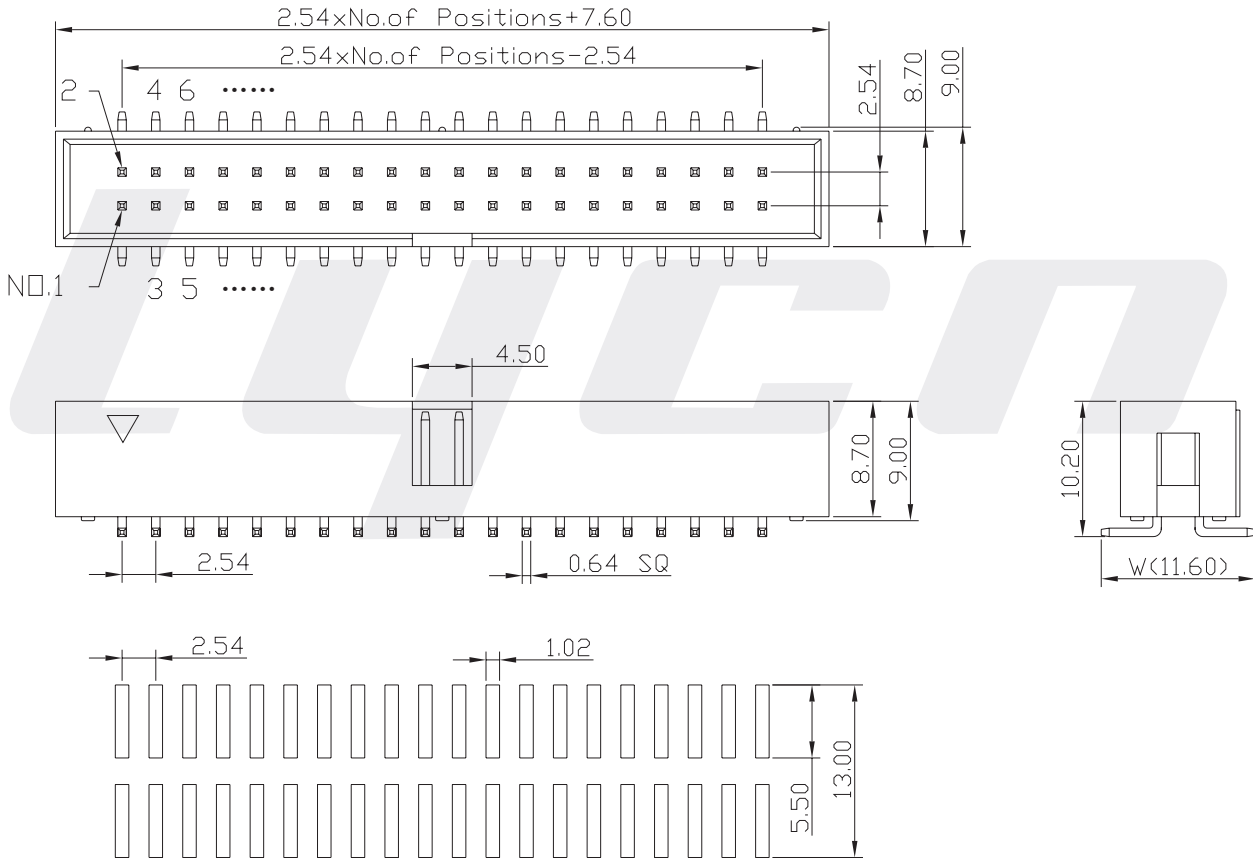 2.54xNo.of Positions+7.60
2.54xNo.of Positions-2.54
2 4 6 ......
2.54
8.70
9.00
NO.1 3 5 ......
4.50
8.70
9.00
10.20
2.54
0.64 SQ
W(11.60)
2.54
1.02
5.50
13.00
Lycn